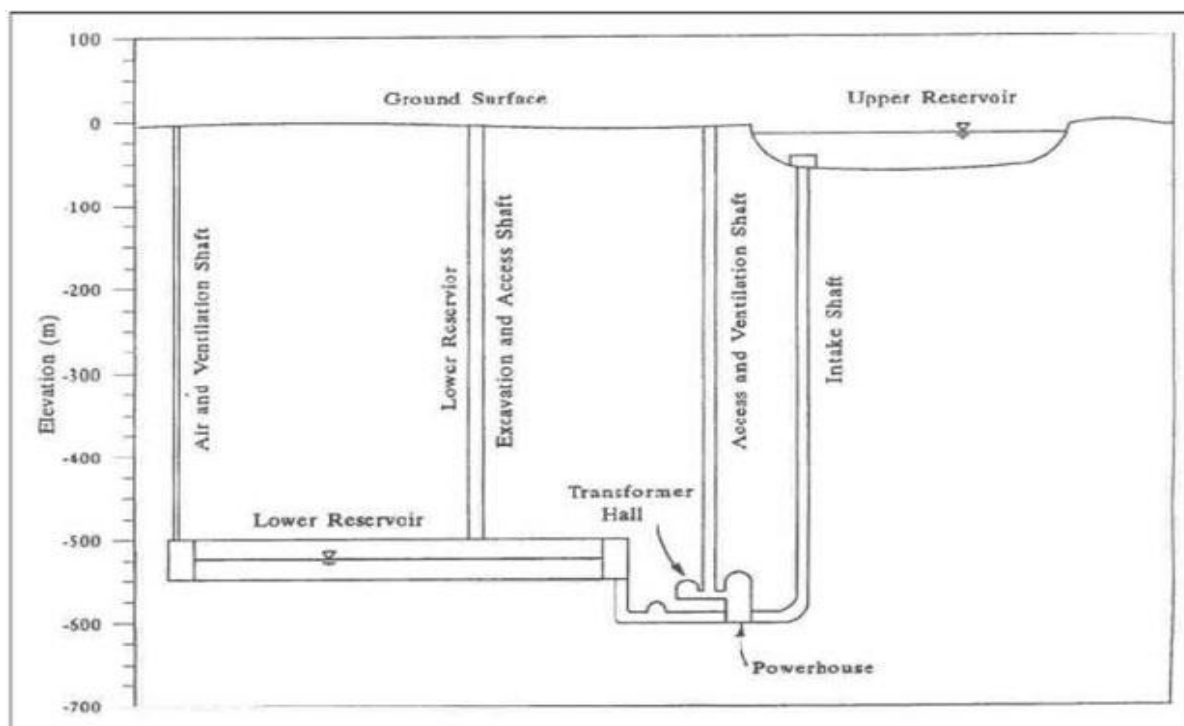 100
Ground Surface
Upper Reservoir
0
-100
-200
-300
-400
-500
-600
-700
Elevation (m)
Air and Ventilation Shaft
Lower Reservior
Excavation and Access Shaft
Access and Ventilation Shaft
Intake Shaft
Transformer
Hall
Lower Reservoir
Powerhouse